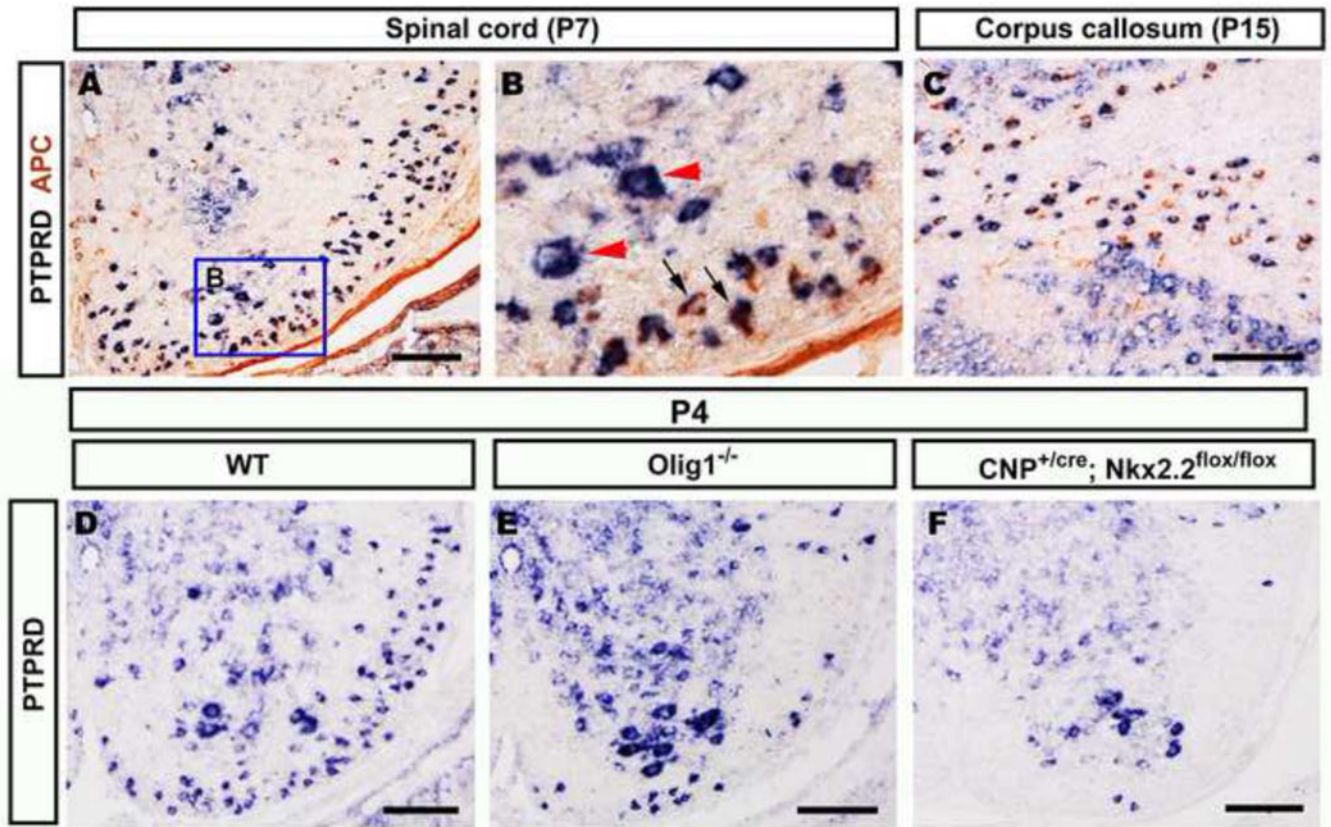 Spinal cord (P7)
Corpus callosum (P15)
PTPRD APC
A
B
C
B
P4
WT
Olig1-/-
CNP+/cre; Nkx2.2flox/flox
PTPRD
D
E
F